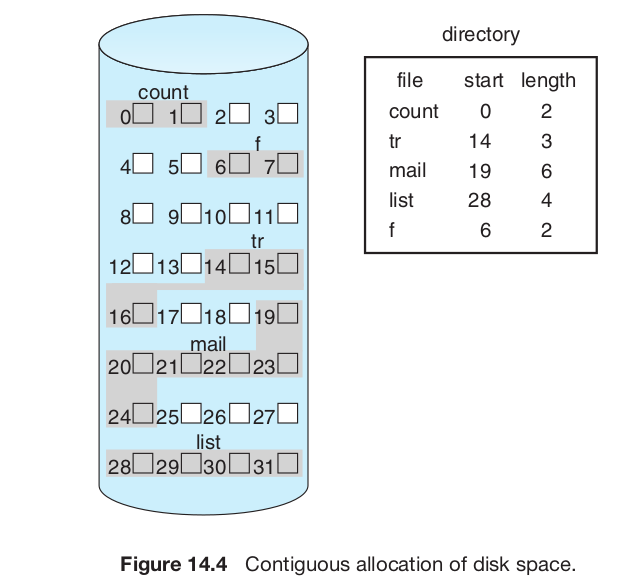 directory
file start length
count 0 2
tr 14 3
mail 19 6
list 28 4
f 6 2
count
0 1 2 3
f
4 5 6 7
8 9 10 11
tr
12 13 14 15
16 17 18 19
mail
20 21 22 23
24 25 26 27
list
28 29 30 31
Figure 14.4 Contiguous allocation of disk space.